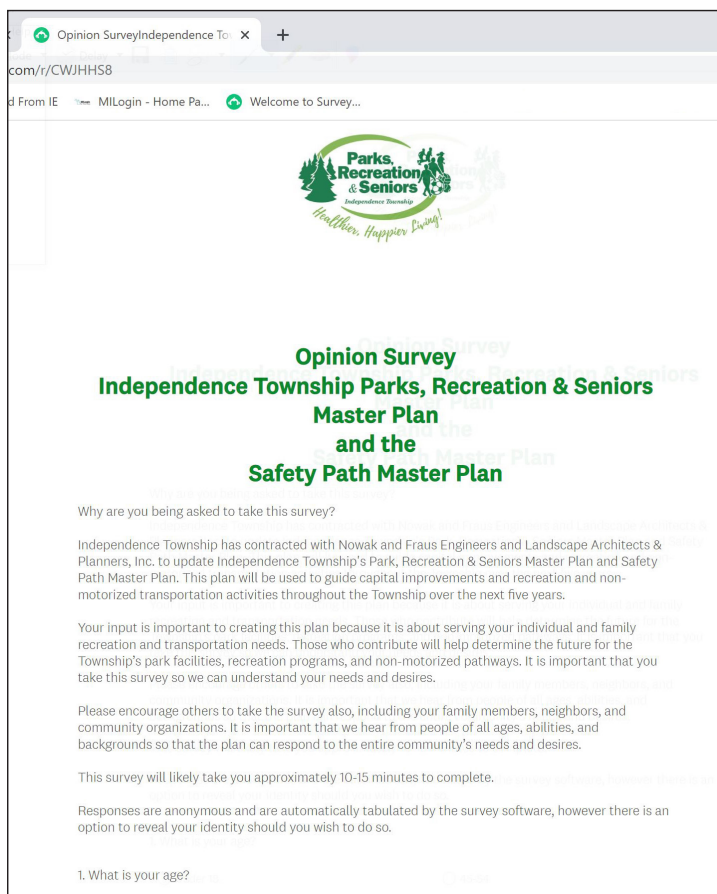 Opinion SurveyIndependence To
com/r/CWJHHS8
d From IE MILogin - Home Pa... Welcome to Survey...
Parks,
Recreation
& Seniors
Independence Township
Healthier, Happier Living!
Opinion Survey
Independence Township Parks, Recreation & Seniors
Master Plan
and the
Safety Path Master Plan
Why are you being asked to take this survey?
Independence Township has contracted with Nowak and Fraus Engineers and Landscape Architects &
Planners, Inc. to update Independence Township's Park, Recreation & Seniors Master Plan and Safety
Path Master Plan. This plan will be used to guide capital improvements and recreation and non-
motorized transportation activities throughout the Township over the next five years.
Your input is important to creating this plan because it is about serving your individual and family
recreation and transportation needs. Those who contribute will help determine the future for the
Township's park facilities, recreation programs, and non-motorized pathways. It is important that you
take this survey so we can understand your needs and desires.
Please encourage others to take the survey also, including your family members, neighbors, and
community organizations. It is important that we hear from people of all ages, abilities, and
backgrounds so that the plan can respond to the entire community's needs and desires.
This survey will likely take you approximately 10-15 minutes to complete.
Responses are anonymous and are automatically tabulated by the survey software, however there is an
option to reveal your identity should you wish to do so.
1. What is your age?